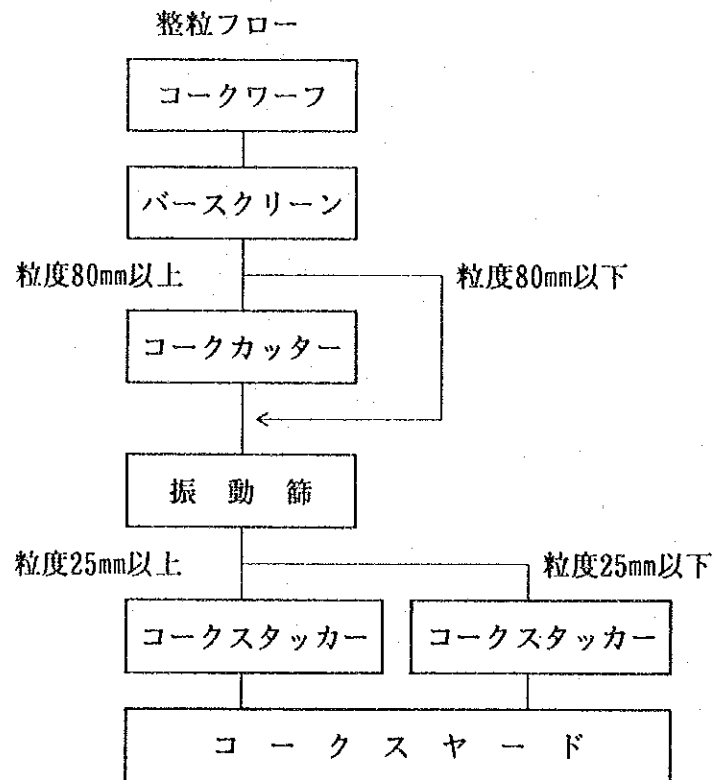 整粒フロー
コークワーフ
バースクリーン
粒度80mm以上
粒度80mm以下
コークカッター
振動篩
粒度25mm以上
粒度25mm以下
コークスタッカー
コークスタッカー
コークスヤード